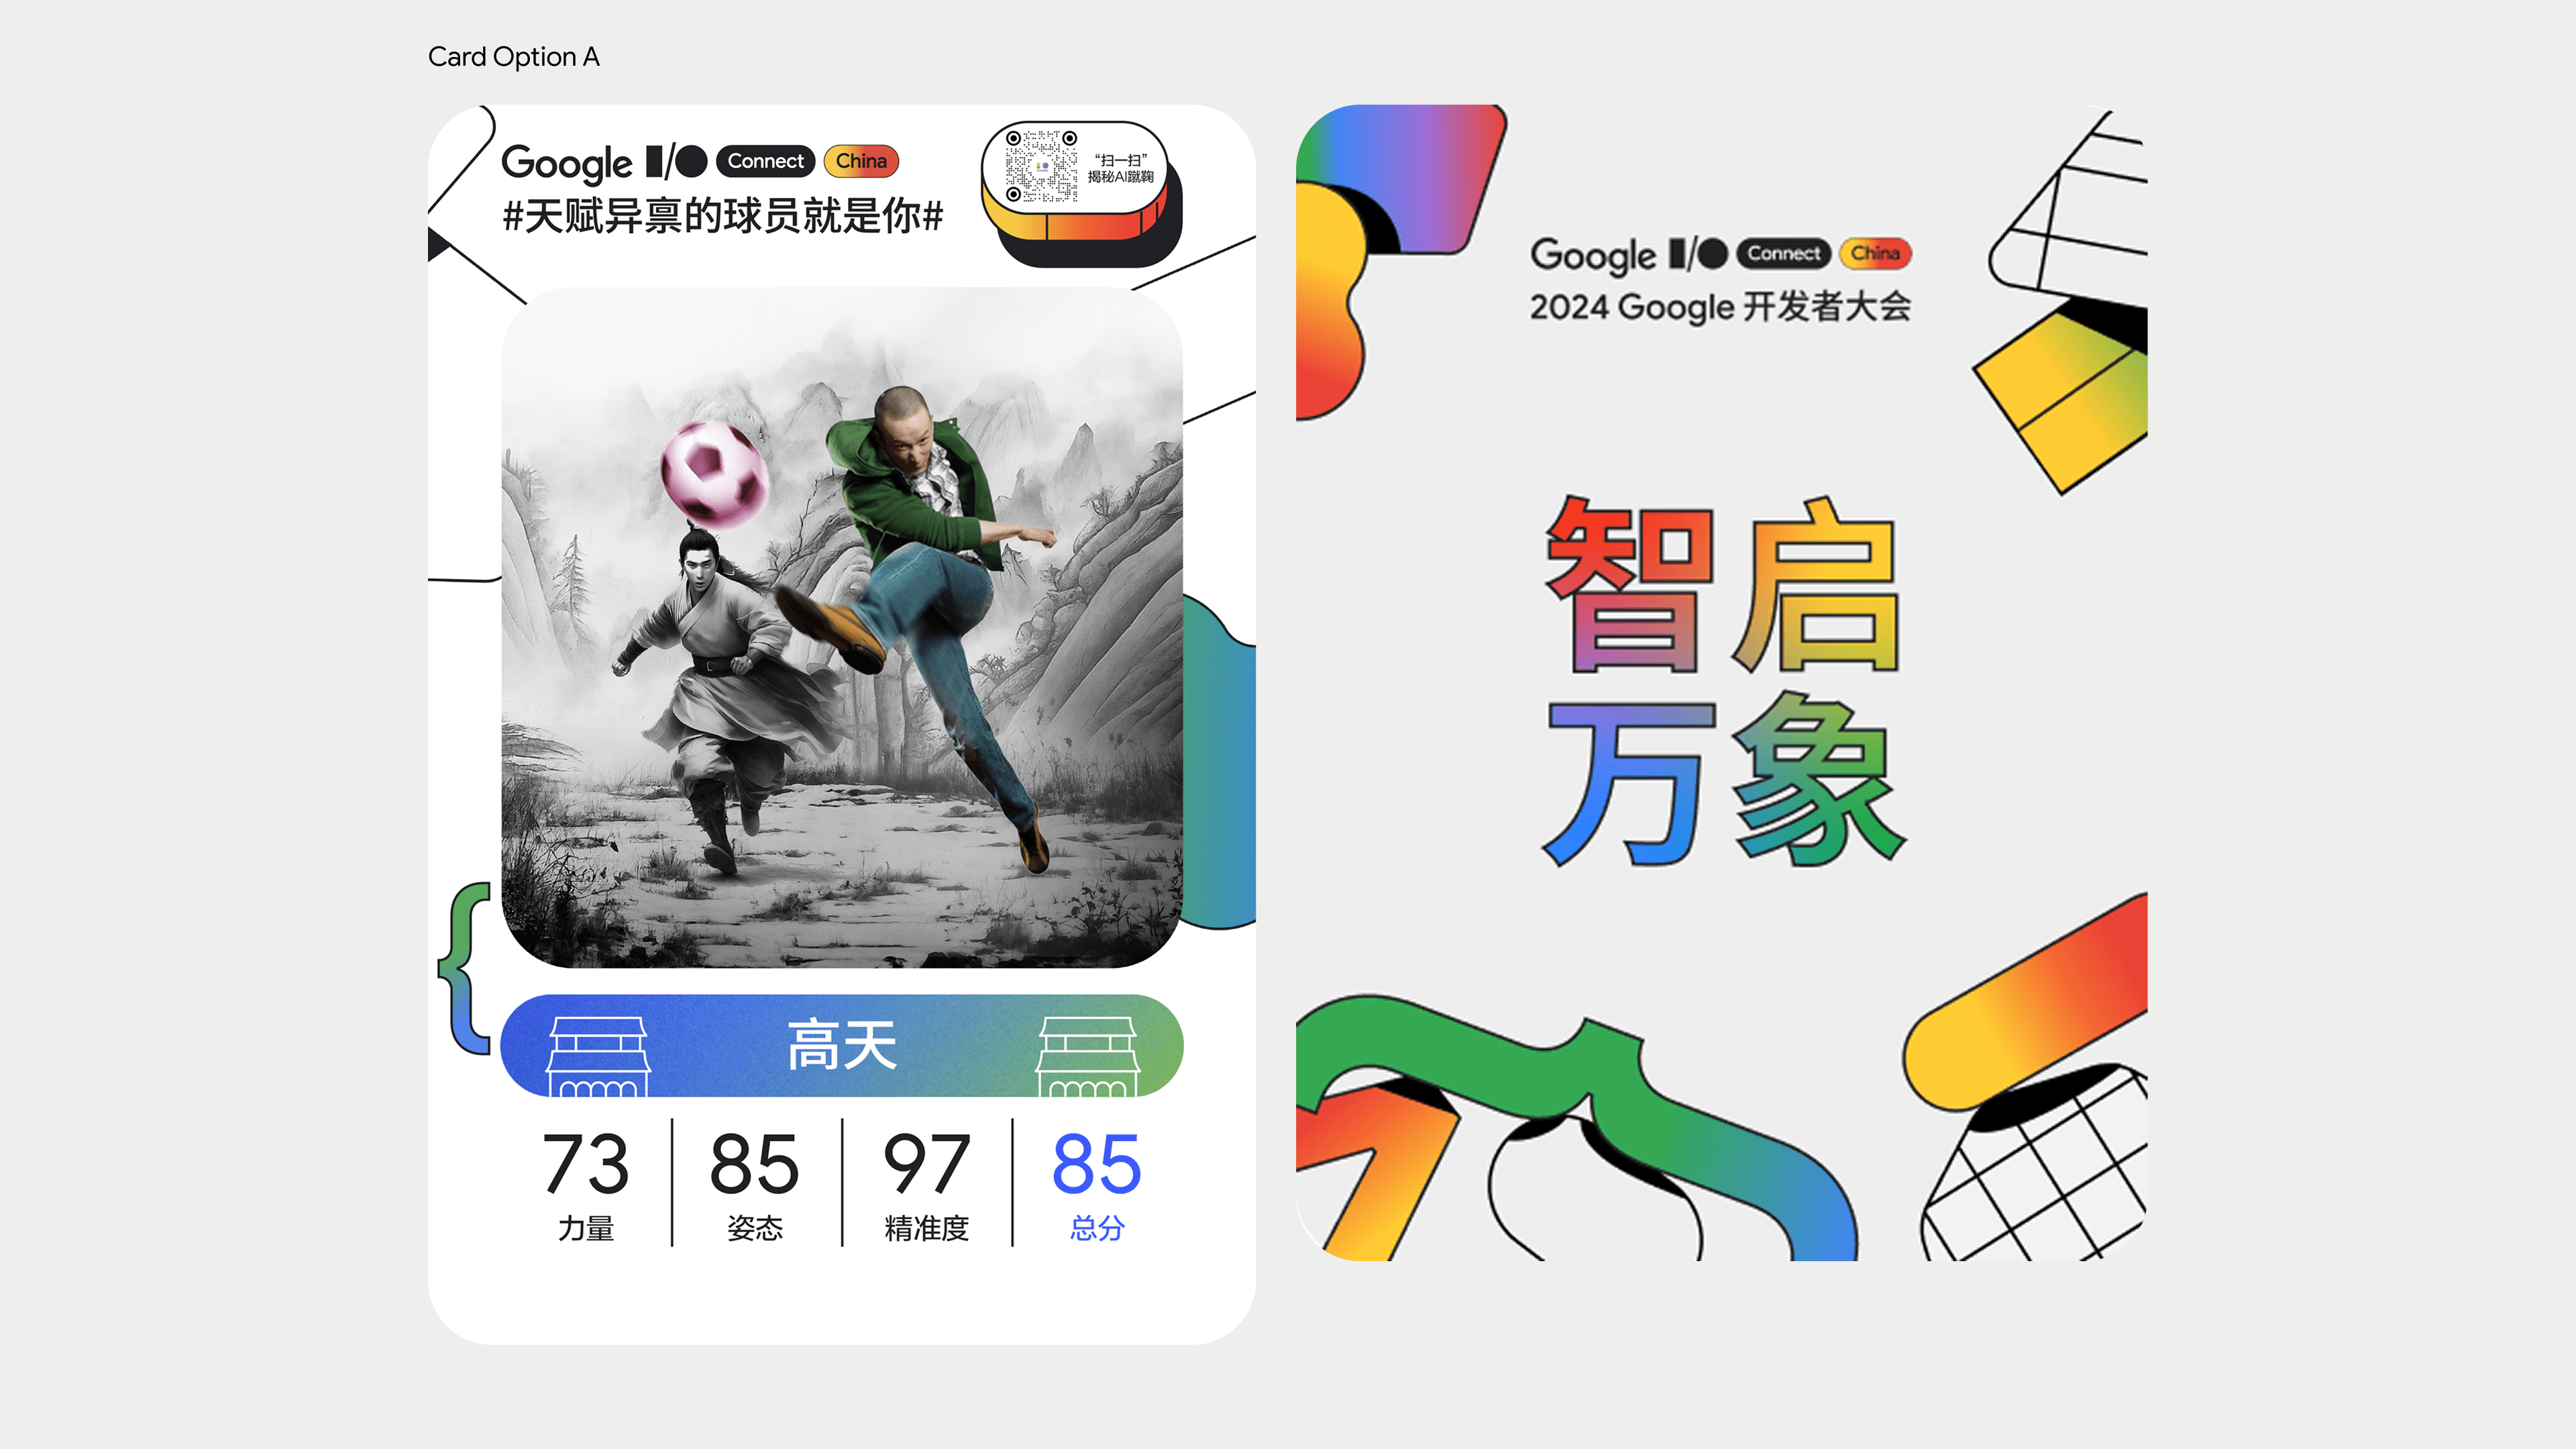 Card Option A
Google I/O Connect China
#天赋异禀的球员就是你#
“扫一扫”
揭秘AI蹴鞠
高天
73
力量
85
姿态
97
精准度
85
总分
Google I/O Connect China
2024 Google 开发者大会
智启
万象